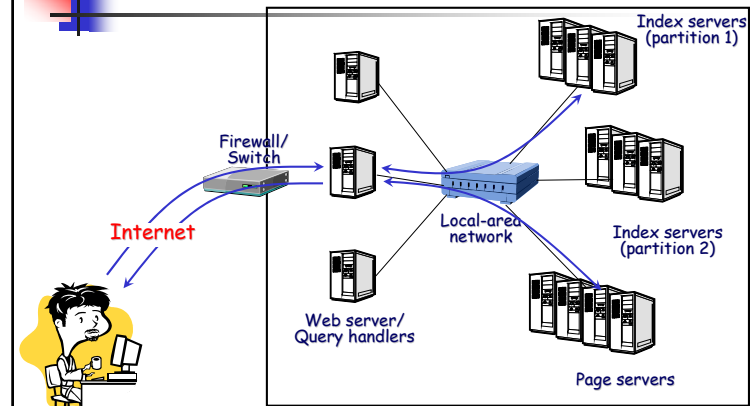 Index servers
(partition 1)
Firewall/
Switch
Internet
Local-area
network
Index servers
(partition 2)
Web server/
Query handlers
Page servers